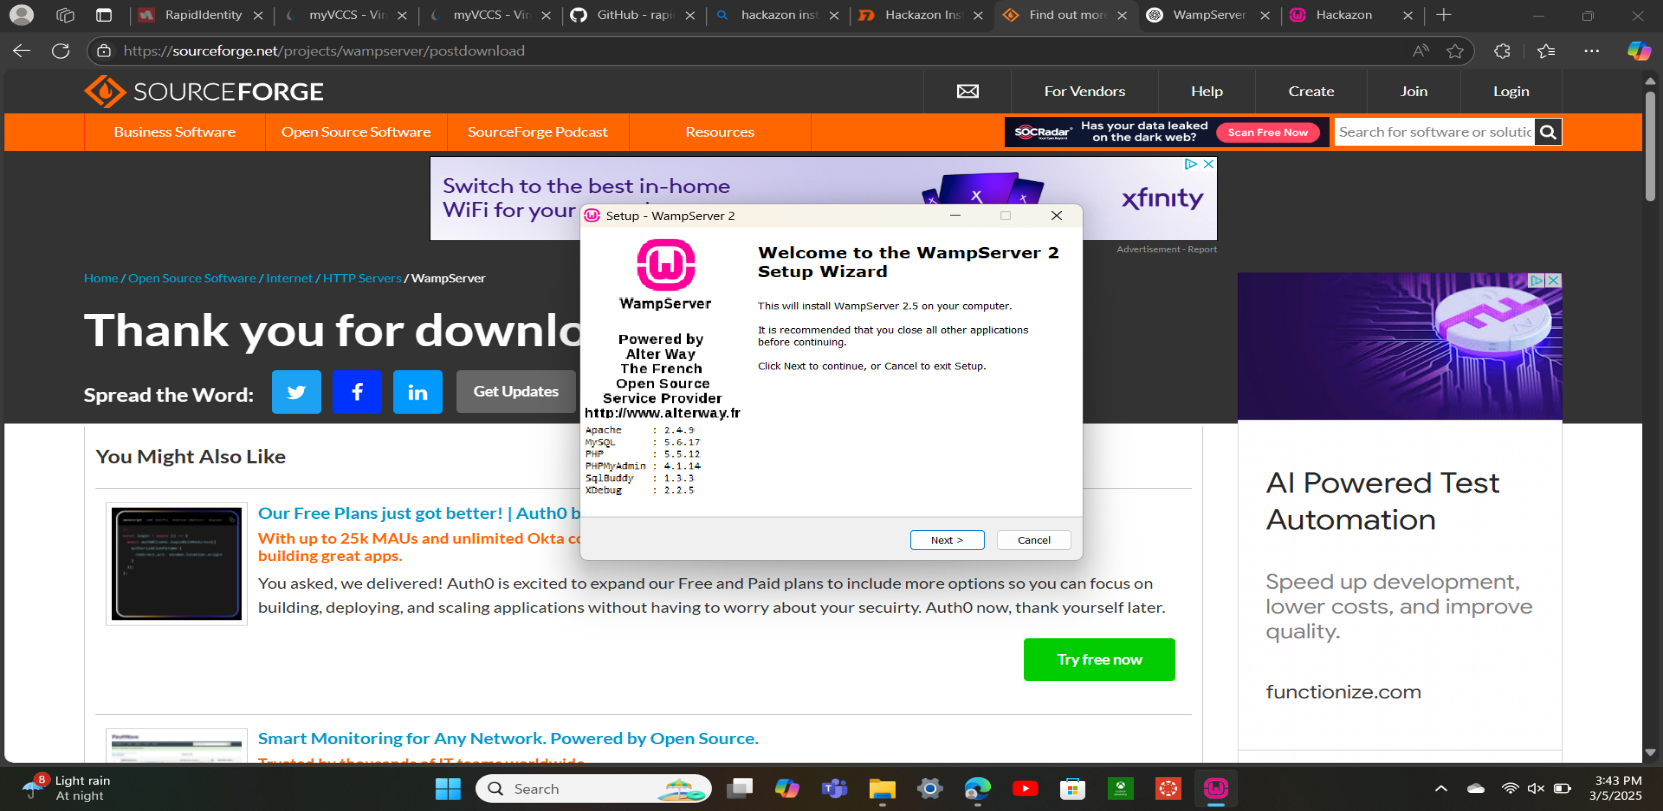 RapidIdentity
myVCCS - Vir
myVCCS - Vir
GitHub - rapi
hackazon inst
Hackazon Ins
Find out more
WampServer
Hackazon
https://sourceforge.net/projects/wampserver/postdownload
SOURCEFORGE
For Vendors
Help
Create
Join
Login
Business Software
Open Source Software
SourceForge Podcast
Resources
SOCRadar
Has your data leaked
on the dark web?
Scan Free Now
Search for software or solutic
Switch to the best in-home
WiFi for your
xfinity
Advertisement - Report
Home / Open Source Software / Internet / HTTP Servers / WampServer
Thank you for downlo
Spread the Word:
Get Updates
Setup - WampServer 2
WampServer
Powered by
Alter Way
The French
Open Source
Service Provider
http://www.alterway.fr
Apache : 2.4.9
MySQL : 5.6.17
PHP : 5.5.12
PHPMyAdmin : 4.1.14
SqlBuddy : 1.3.3
XDebug : 2.2.5
Welcome to the WampServer 2
Setup Wizard
This will install WampServer 2.5 on your computer.
It is recommended that you close all other applications
before continuing.
Click Next to continue, or Cancel to exit Setup.
Next >
Cancel
You Might Also Like
Our Free Plans just got better! | Auth0 b
With up to 25k MAUs and unlimited Okta co
building great apps.
You asked, we delivered! Auth0 is excited to expand our Free and Paid plans to include more options so you can focus on
building, deploying, and scaling applications without having to worry about your secuirty. Auth0 now, thank yourself later.
Try free now
Smart Monitoring for Any Network. Powered by Open Source.
Trusted by thousands of IT teams worldwide
AI Powered Test
Automation
Speed up development,
lower costs, and improve
quality.
functionize.com
8
Light rain
At night
Search
3:43 PM
3/5/2025